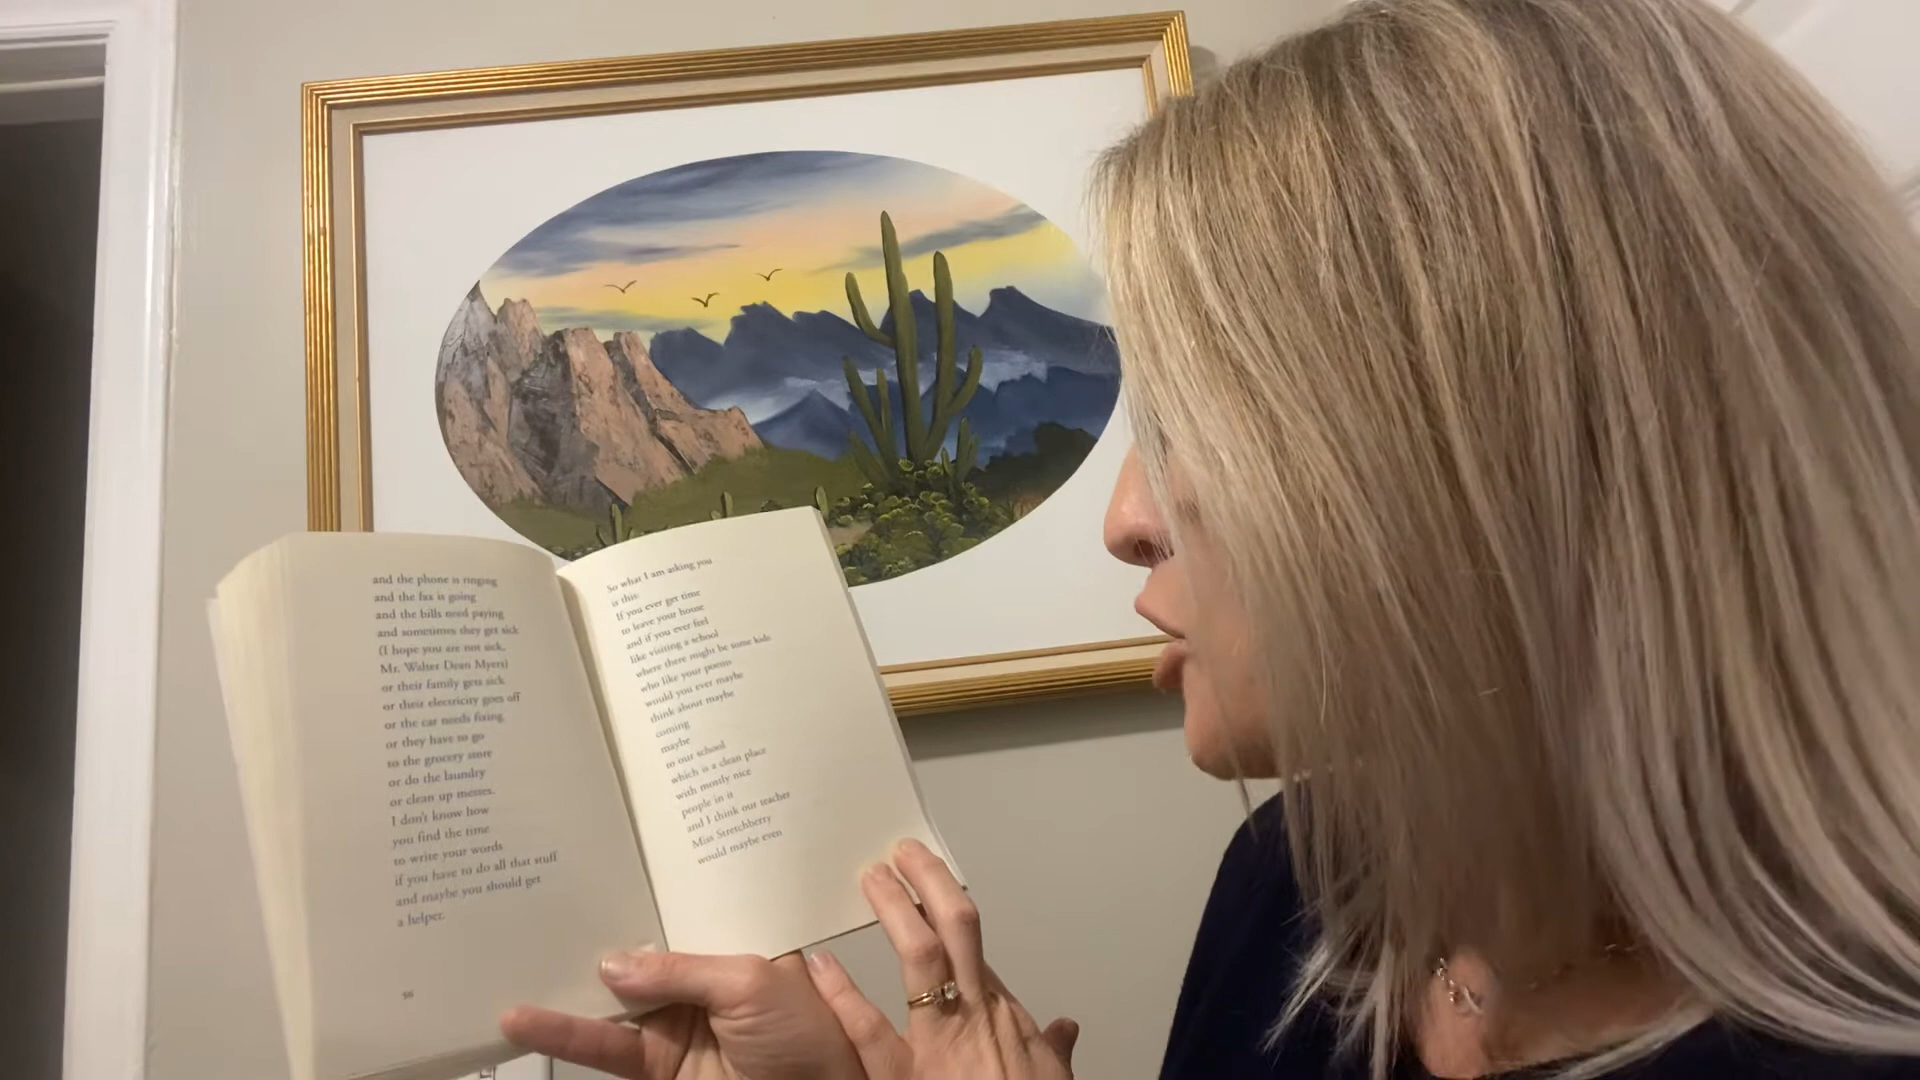 and the phone is ringing
and the fax is going
and the bills need paying
and sometimes they get sick
(I hope you are not sick,
Mr. Walter Dean Myers)
or their family gets sick
or their electricity goes off
or the car needs fixing
or they have to go
to the grocery store
or do the laundry
or clean up messes.
I don't know how
you find the time
to write your words
if you have to do all that stuff
and maybe you should get
a helper.
So what I am asking you
is this:
If you ever get time
to leave your house
and if you ever feel
like visiting a school
where there might be some kids
who like your poems
would you ever maybe
think about maybe
coming
maybe
to our school
which is a clean place
with mostly nice
people in it
and I think our teacher
Miss Stretchberry
would maybe even